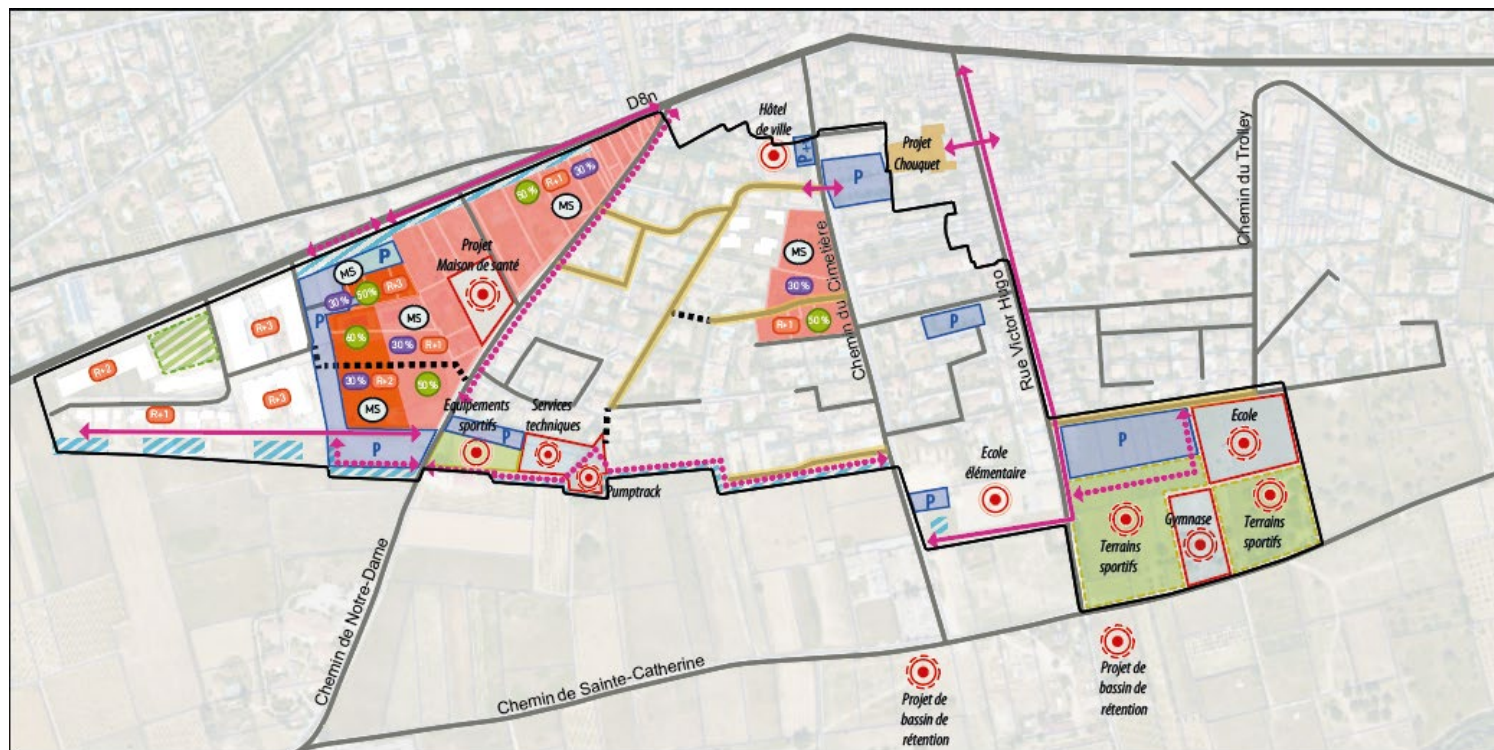 D8n
Hôtel
de ville
P +
P
Projet
Chouquet
Chemin du Trolley
50 %
R+1
30 %
MS
Projet
Maison de santé
P
MS
30 %
50 %
R+3
P
MS
60 %
30 %
R+1
R+3
R+2
30 %
R+2
50 %
R+3
R+1
MS
P
MS
30 %
R+1
50 %
Chemin du Cimetière
P
Rue Victor Hugo
Equipements
sportifs
P
Services
techniques
Pumptrack
Ecole
élémentaire
P
P
Ecole
Terrains
sportifs
Gymnase
Terrains
sportifs
Chemin de Notre-Dame
Chemin de Sainte-Catherine
Projet de
bassin de
rétention
Projet de
bassin de
rétention